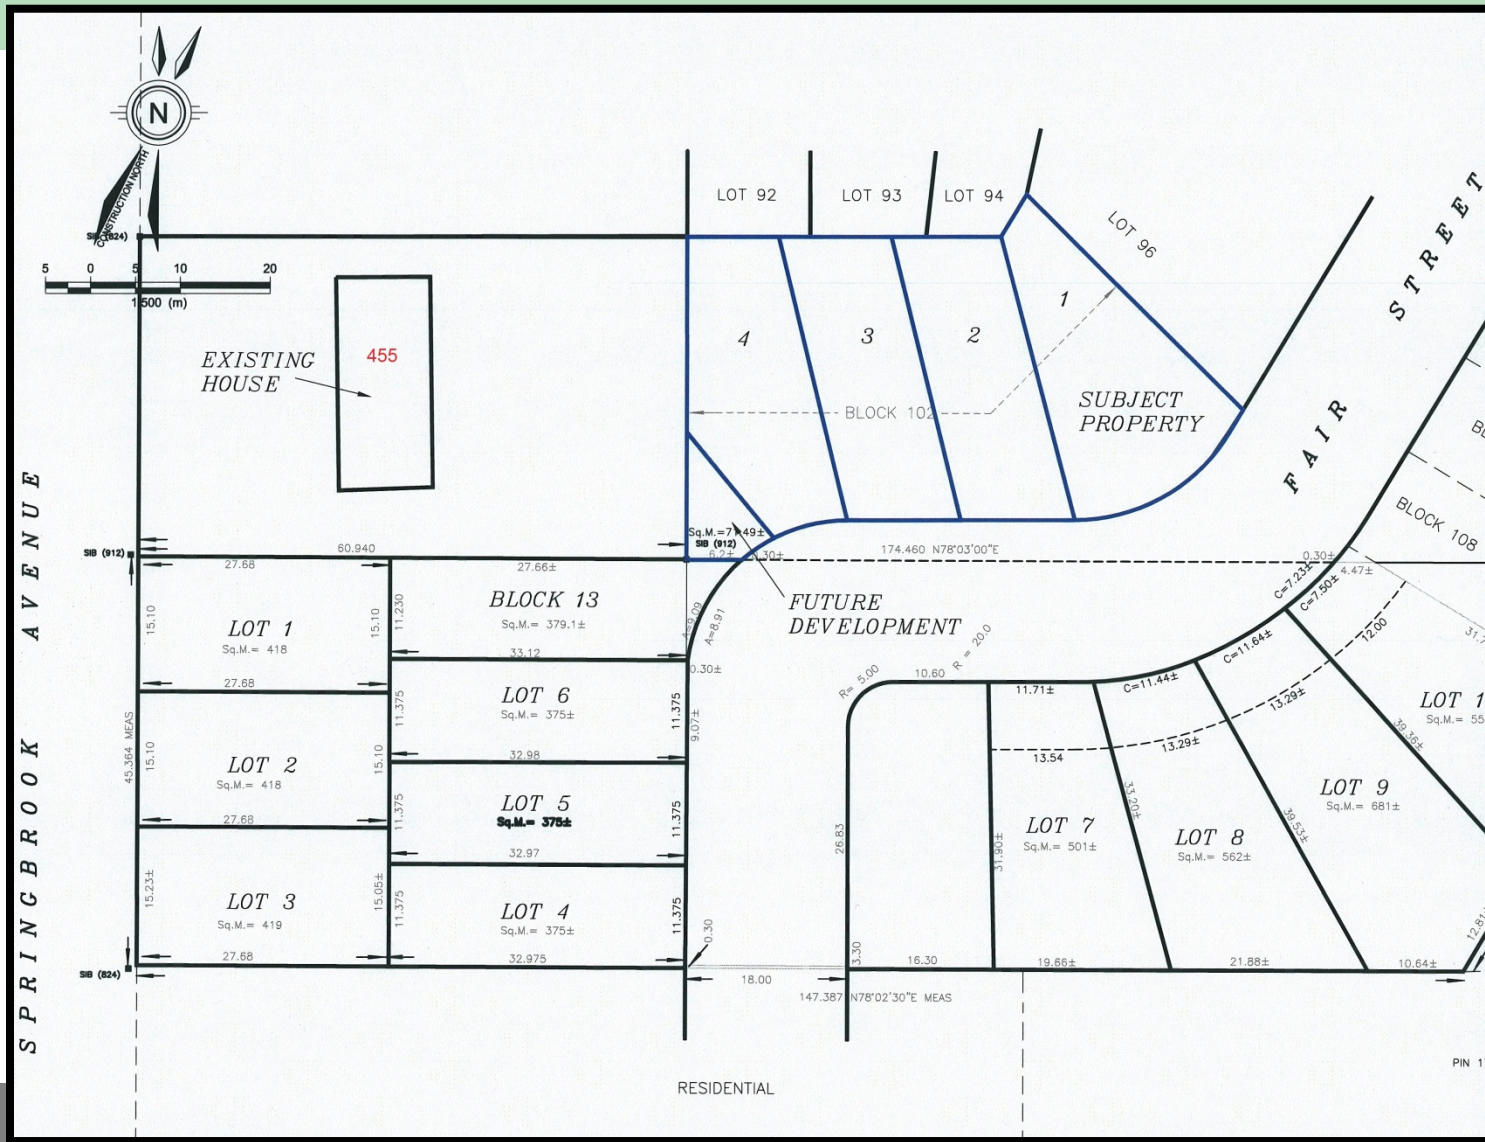 N
CONSTRUCTION NORTH
SIB (824)
5 0 5 10 20
1:500 (m)
LOT 92
LOT 93
LOT 94
LOT 96
STREET
FAIR
EXISTING
HOUSE
455
4
3
2
1
BLOCK 102
SUBJECT
PROPERTY
SPRINGBROOK AVENUE
SIB (912)
60.940
27.68
27.66±
SIB (912)
174.460 N78°03'00"E
0.30±
4.47±
C=7.23±
C=7.50±
BLOCK 108
15.10
LOT 1
Sq.M.= 418
15.10
27.68
11.230
BLOCK 13
Sq.M.= 379.1±
33.12
A=9.09
A=8.91
0.30±
FUTURE
DEVELOPMENT
R= 5.00
10.60
R = 20.0
11.71±
C=11.44±
C=11.64±
12.00
13.29±
13.29±
13.54
45.364 MEAS
15.10
LOT 2
Sq.M.= 418
15.10
27.68
11.375
LOT 6
Sq.M.= 375±
32.98
11.375
9.07±
11.375
LOT 5
Sq.M.= 375±
32.97
11.375
15.23±
LOT 3
Sq.M.= 419
15.05±
27.68
11.375
LOT 4
Sq.M.= 375±
32.975
11.375
0.30
SIB (824)
26.83
3.30
18.00
16.30
31.90±
LOT 7
Sq.M.= 501±
19.66±
33.20±
LOT 8
Sq.M.= 562±
21.88±
39.53±
LOT 9
Sq.M.= 681±
10.64±
39.36±
LOT 1
Sq.M.= 55
12.81
147.387 N78°02'30"E MEAS
RESIDENTIAL
PIN 1